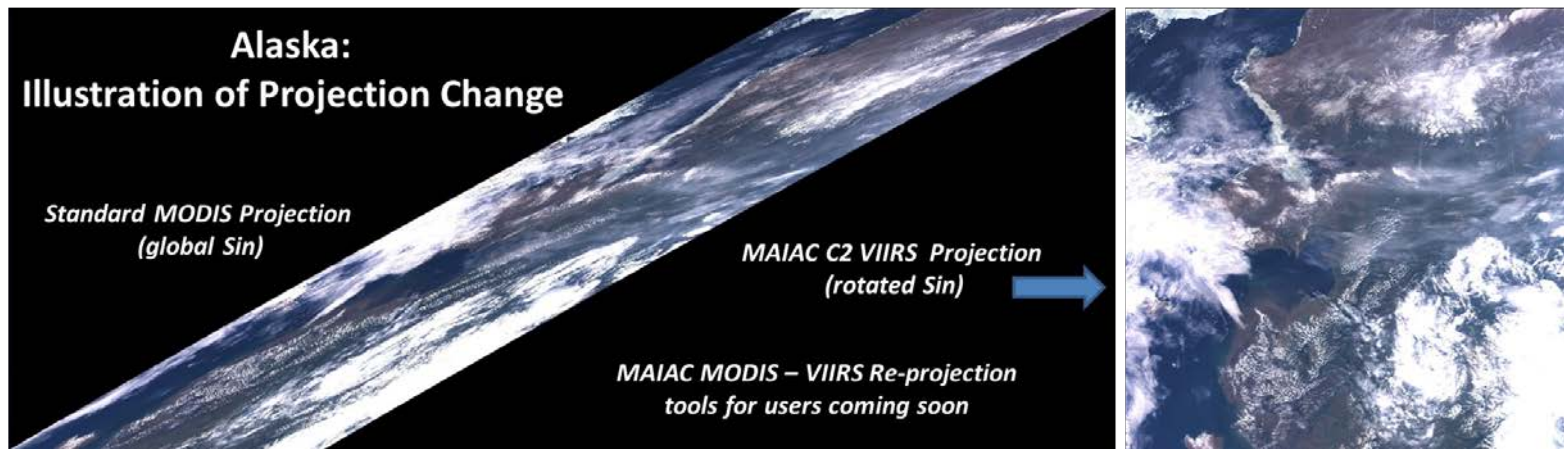 Alaska:
Illustration of Projection Change
Standard MODIS Projection
(global Sin)
MAIAC C2 VIIRS Projection
(rotated Sin)
MAIAC MODIS – VIIRS Re-projection
tools for users coming soon